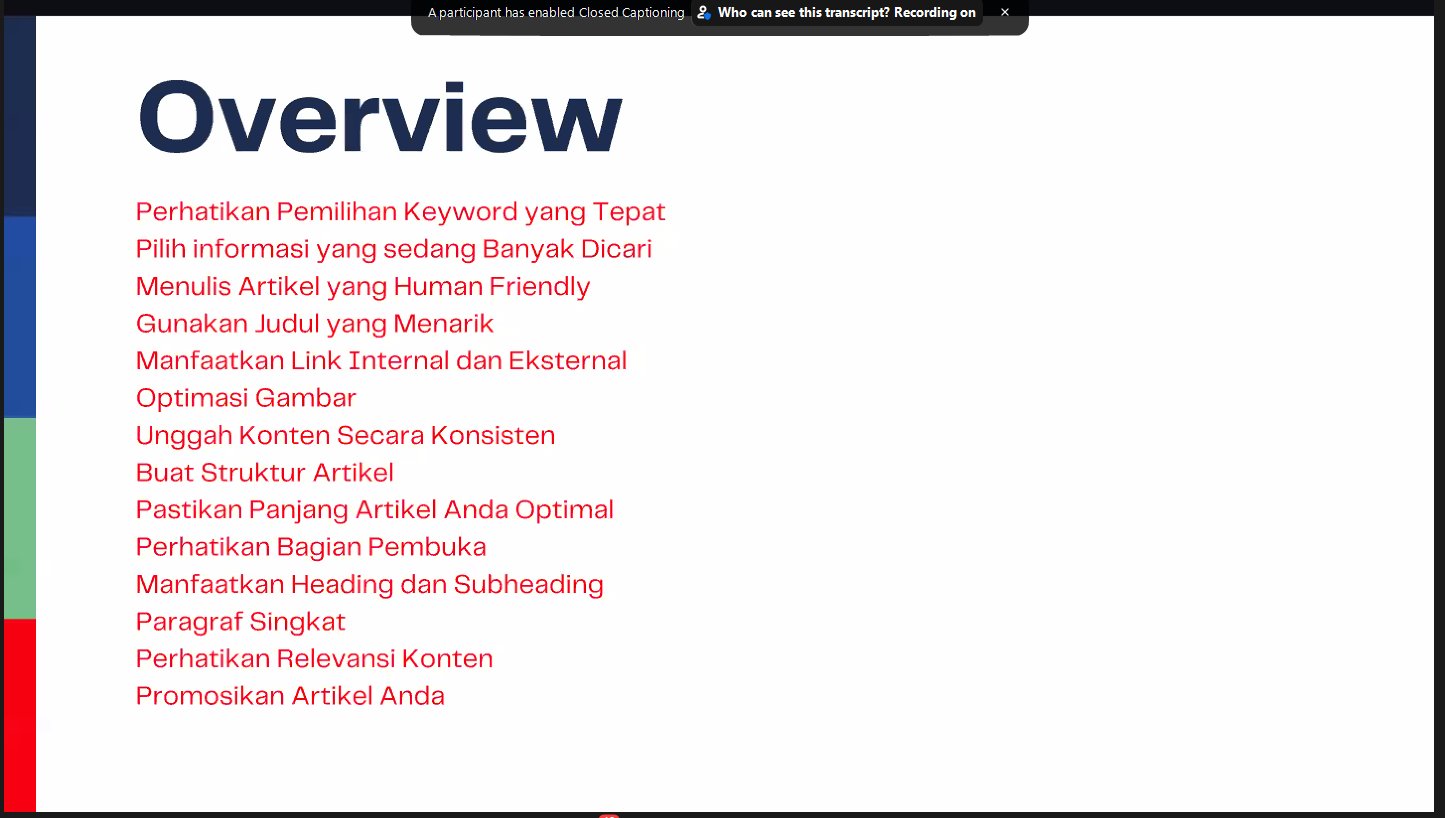 A participant has enabled Closed Captioning Who can see this transcript? Recording on
Overview
Perhatikan Pemilihan Keyword yang Tepat
Pilih informasi yang sedang Banyak Dicari
Menulis Artikel yang Human Friendly
Gunakan Judul yang Menarik
Manfaatkan Link Internal dan Eksternal
Optimasi Gambar
Unggah Konten Secara Konsisten
Buat Struktur Artikel
Pastikan Panjang Artikel Anda Optimal
Perhatikan Bagian Pembuka
Manfaatkan Heading dan Subheading
Paragraf Singkat
Perhatikan Relevansi Konten
Promosikan Artikel Anda